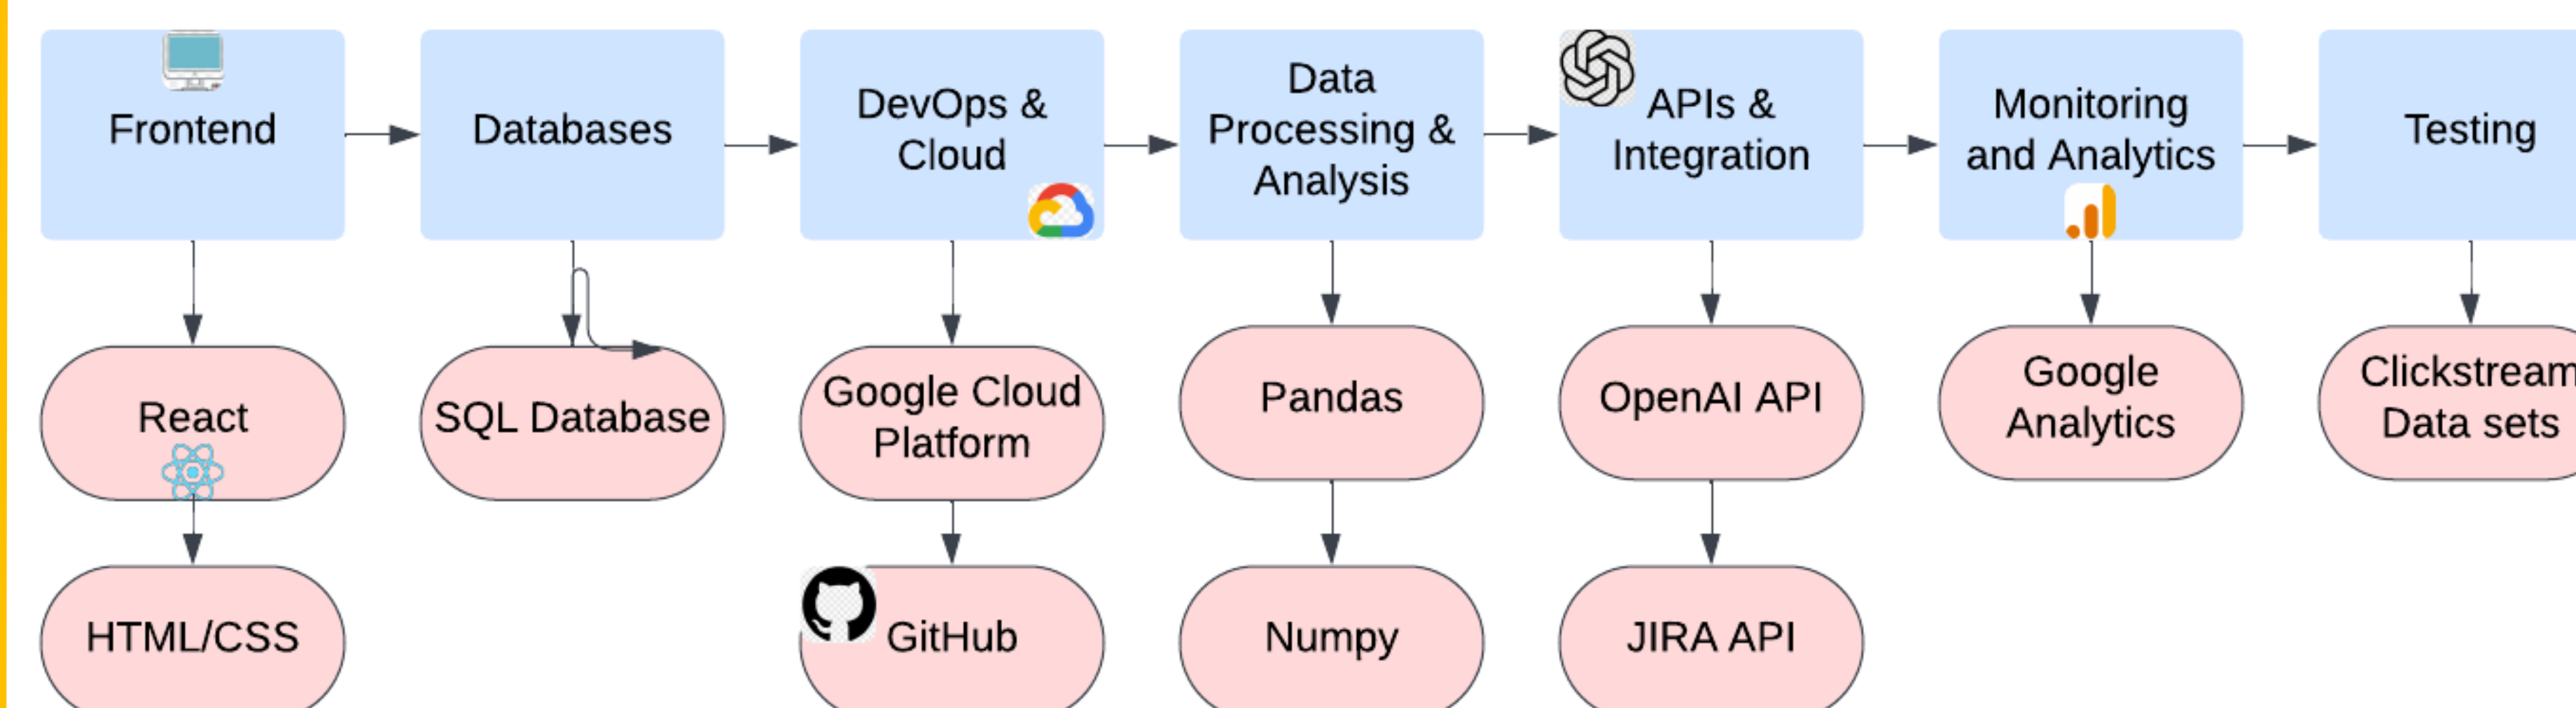 Frontend
Databases
DevOps &
Cloud
Data
Processing &
Analysis
APIs &
Integration
Monitoring
and Analytics
Testing
React
SQL Database
Google Cloud
Platform
Pandas
OpenAI API
Google
Analytics
Clickstream
Data sets
HTML/CSS
GitHub
Numpy
JIRA API